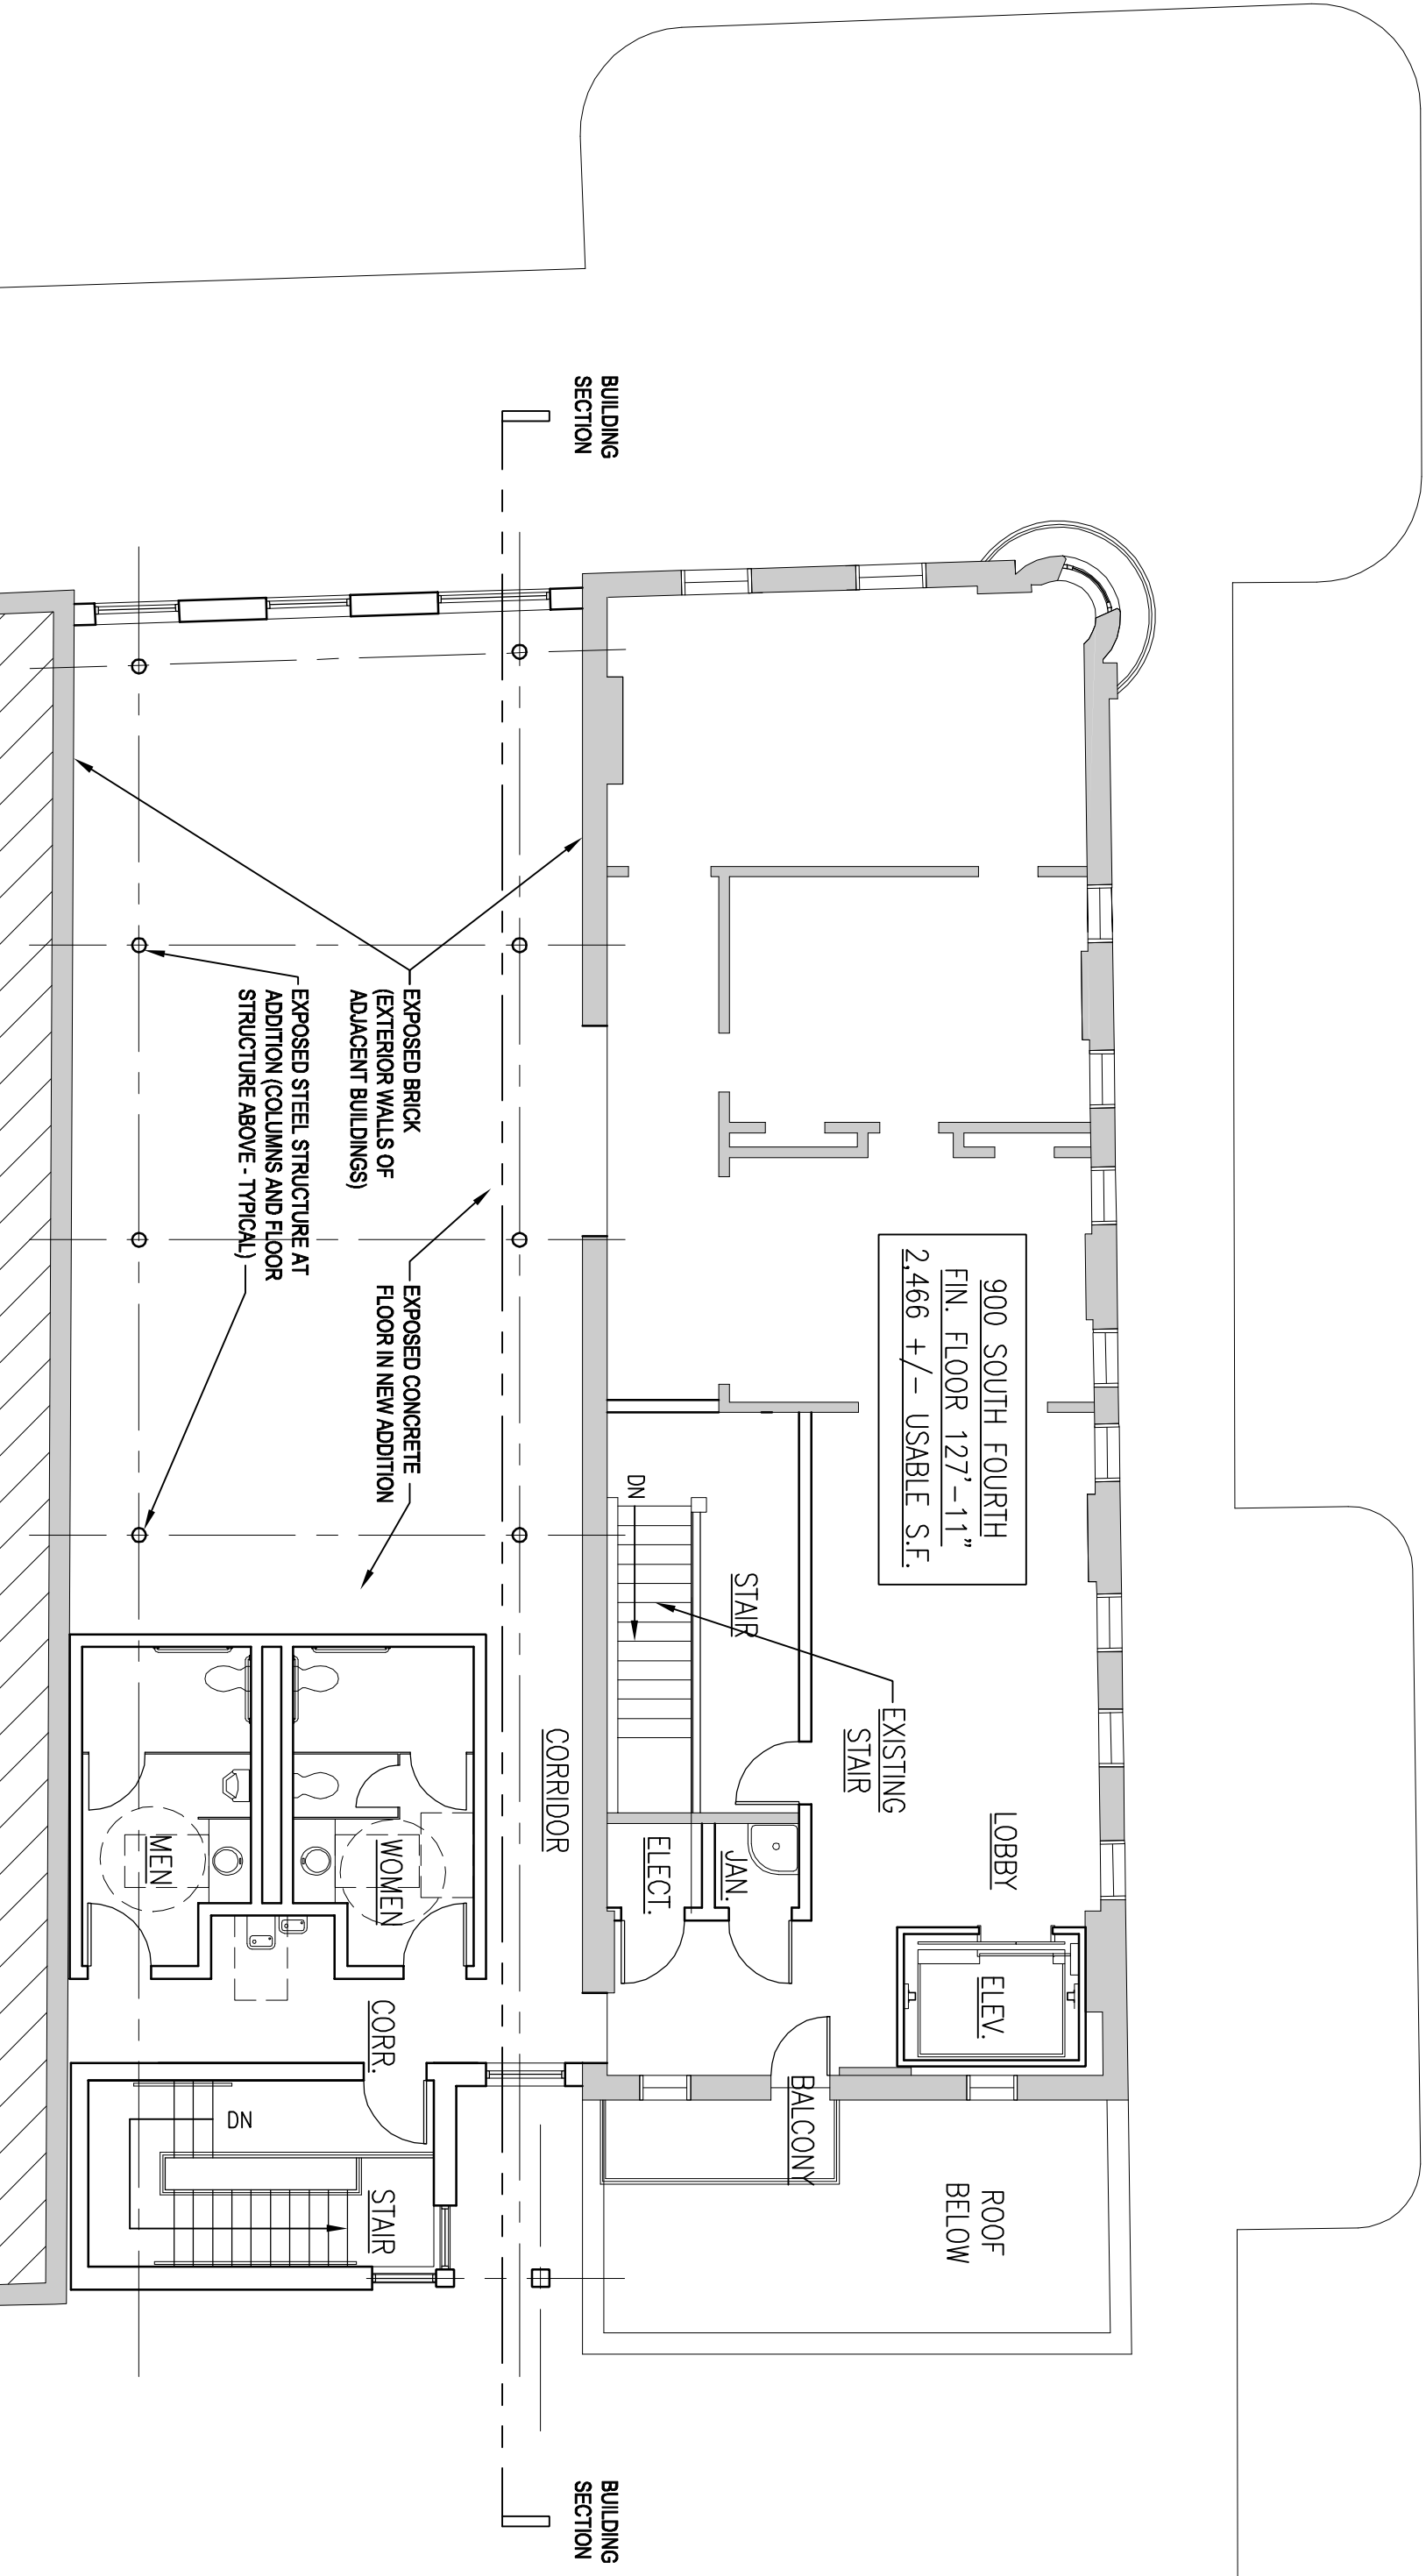 BUILDING
SECTION
900 SOUTH FOURTH
FIN. FLOOR 127'-11"
2,466 +/- USABLE S.F.
EXPOSED BRICK
(EXTERIOR WALLS OF
ADJACENT BUILDINGS)
EXPOSED STEEL STRUCTURE AT
ADDITION (COLUMNS AND FLOOR
STRUCTURE ABOVE - TYPICAL)
EXPOSED CONCRETE
FLOOR IN NEW ADDITION
DN
STAIR
EXISTING
STAIR
LOBBY
CORRIDOR
ELECT.
JAN.
ELEV.
WOMEN
MEN
CORR.
BALCONY
ROOF
BELOW
DN
STAIR
BUILDING
SECTION